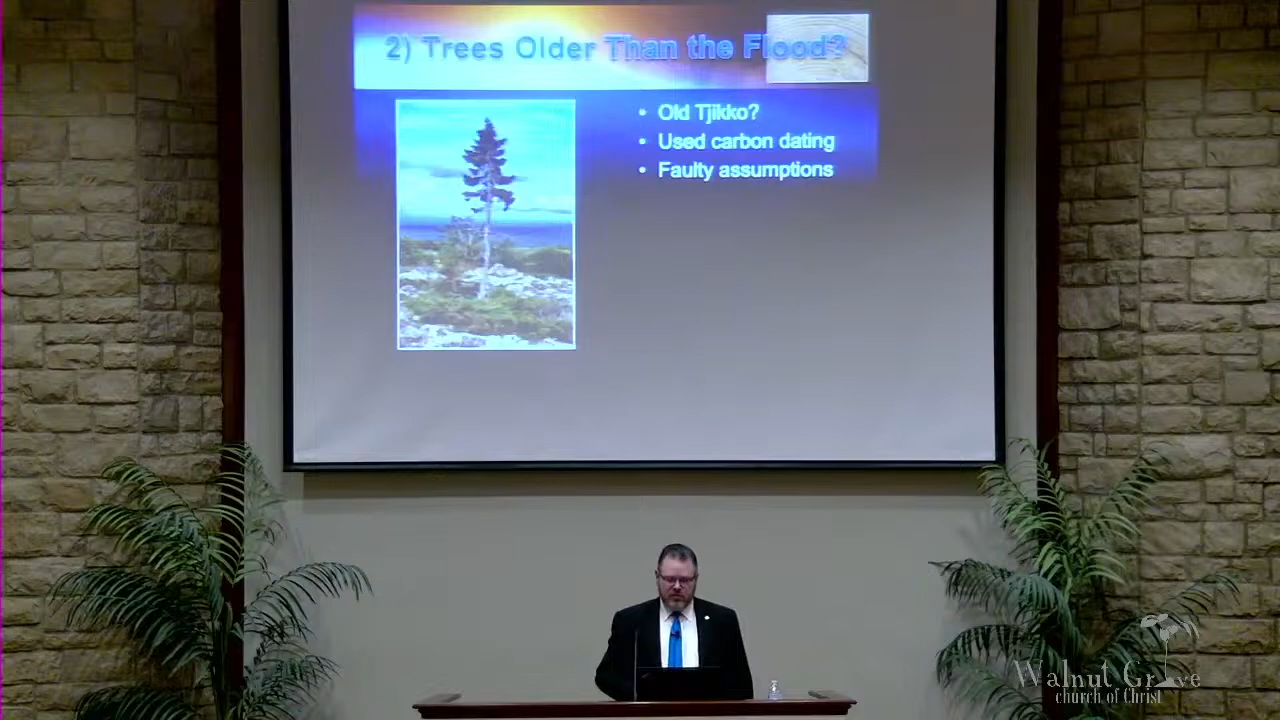 2) Trees Older Than the Flood?
• Old Tjikko?
• Used carbon dating
• Faulty assumptions
Walnut Grove
church of Christ